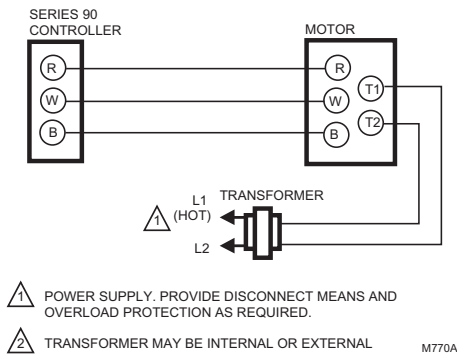 SERIES 90
CONTROLLER
MOTOR
R
R
T1
W
W
T2
B
B
L1
(HOT)
TRANSFORMER
1
L2
1 POWER SUPPLY. PROVIDE DISCONNECT MEANS AND
OVERLOAD PROTECTION AS REQUIRED.
2 TRANSFORMER MAY BE INTERNAL OR EXTERNAL
M770A